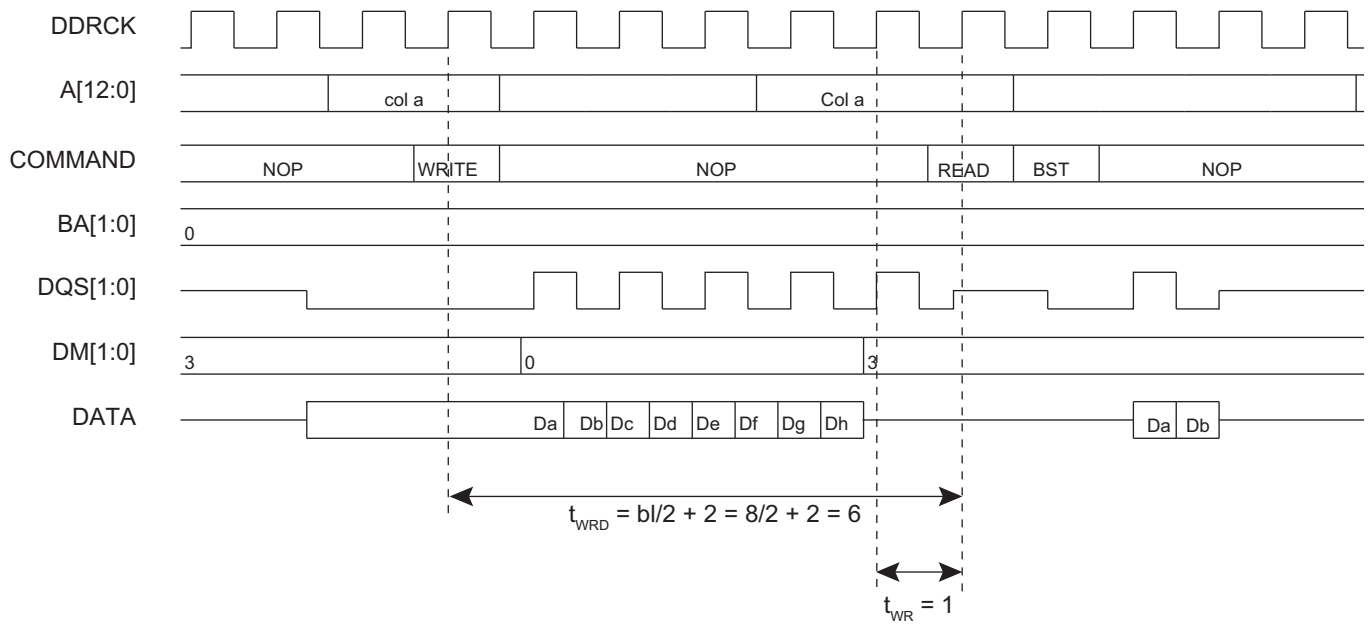 DDRCK
A[12:0] col a Col a
COMMAND NOP WRITE NOP READ BST NOP
BA[1:0] 0
DQS[1:0]
DM[1:0] 3 0 3
DATA Da Db Dc Dd De Df Dg Dh Da Db
tWRD = bl/2 + 2 = 8/2 + 2 = 6
tWR = 1